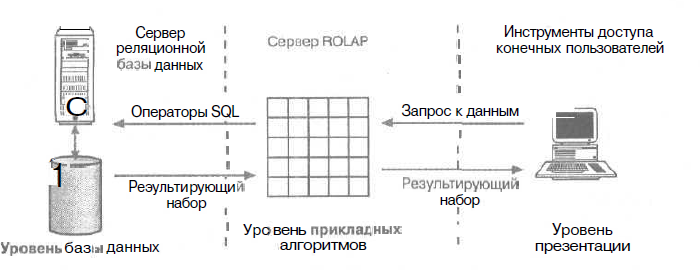 Сервер
реляционной
базы данных
Сервер ROLAP
Инструменты доступа
конечных пользователей
С
Операторы SQL
Запрос к данным
1
Результирующий
набор
Результирующий
набор
Уровень базы данных
Уровень прикладных
алгоритмов
Уровень
презентации